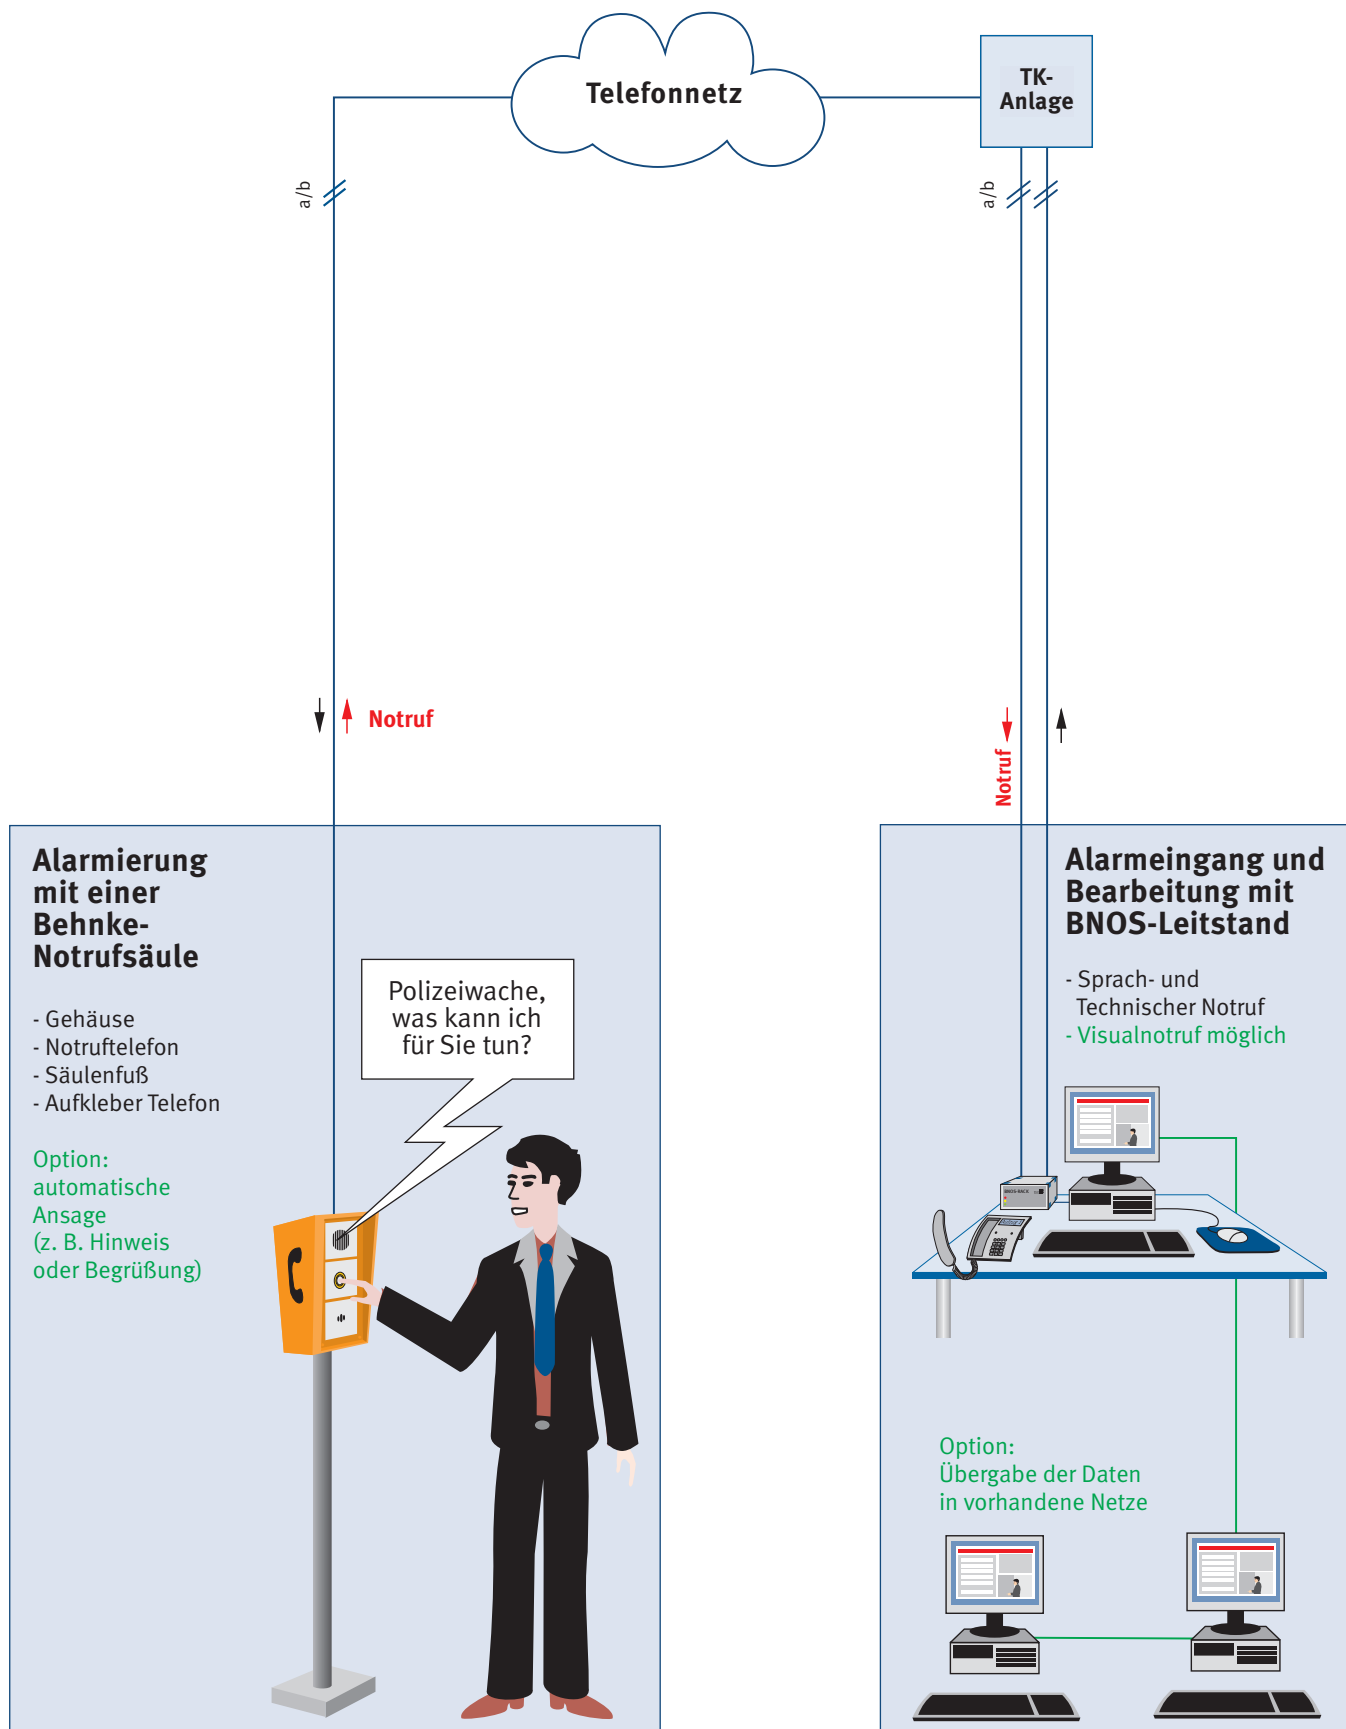 Telefonnetz
TK-
Anlage
a/b
a/b
Notruf
Notruf
Alarmierung
mit einer
Behnke-
Notrufsäule
- Gehäuse
- Notruftelefon
- Säulenfuß
- Aufkleber Telefon
Option:
automatische
Ansage
(z. B. Hinweis
oder Begrüßung)
Polizeiwache,
was kann ich
für Sie tun?
Alarmeingang und
Bearbeitung mit
BNOS-Leitstand
- Sprach- und
Technischer Notruf
- Visualnotruf möglich
BNOS-BACK
Option:
Übergabe der Daten
in vorhandene Netze